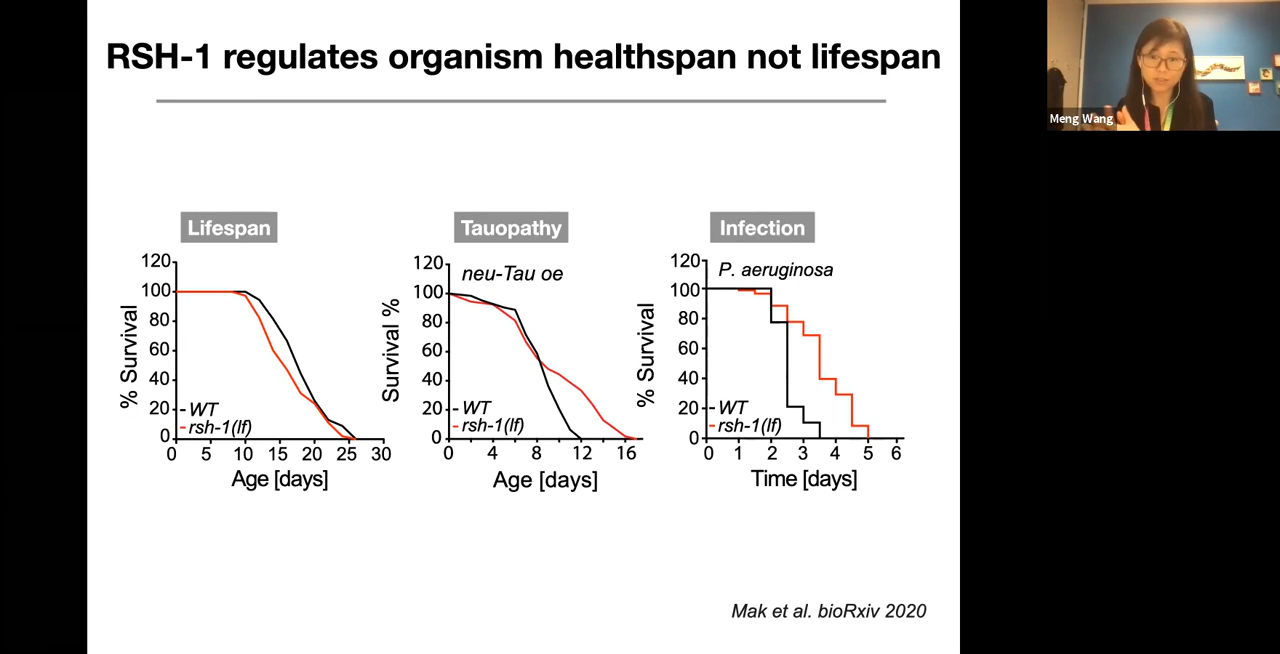 RSH-1 regulates organism healthspan not lifespan
Meng Wang
Lifespan
120
100
80
60
40
20
0
% Survival
WT
rsh-1(lf)
0 5 10 15 20 25 30
Age [days]
Tauopathy
neu-Tau oe
120
100
80
60
40
20
0
Survival %
WT
rsh-1(lf)
0 4 8 12 16
Age [days]
Infection
P. aeruginosa
120
100
80
60
40
20
0
% Survival
WT
rsh-1(lf)
0 1 2 3 4 5 6
Time [days]
Mak et al. bioRxiv 2020